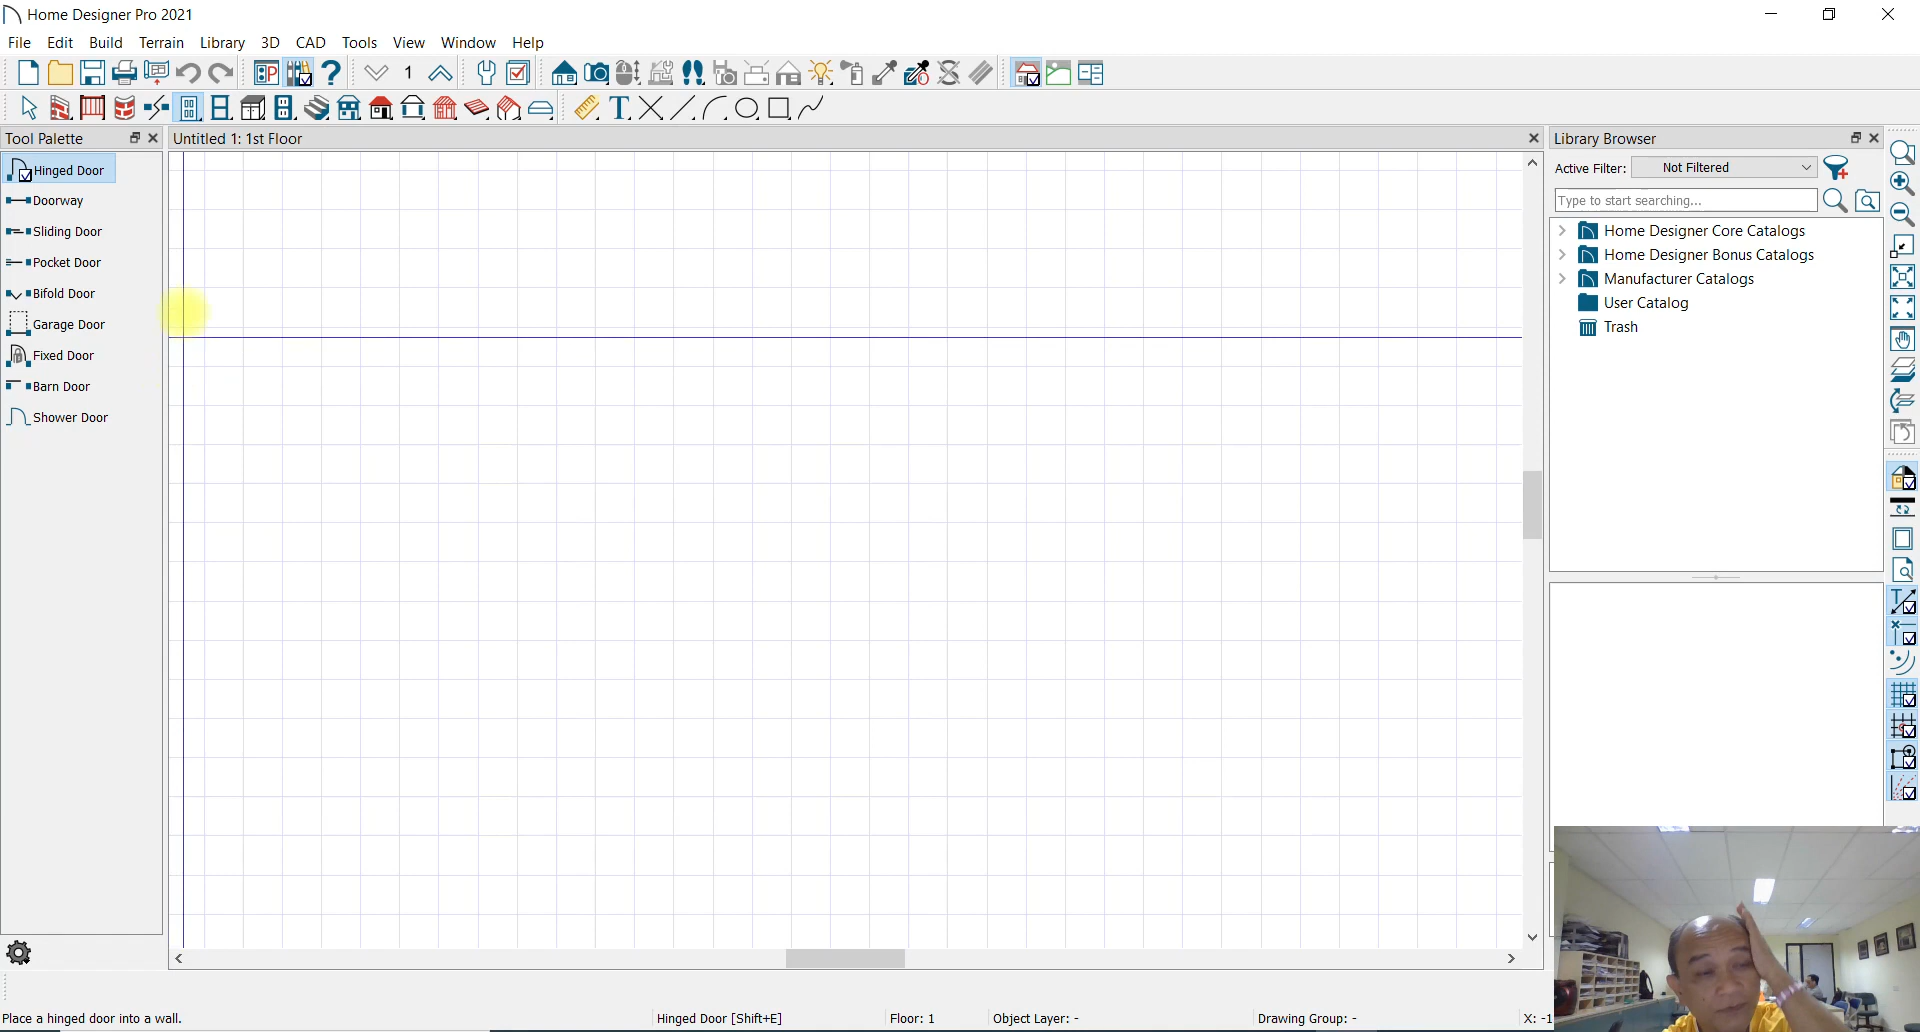 Home Designer Pro 2021
File Edit Build Terrain Library 3D CAD Tools View Window Help
1
Tool Palette
Untitled 1: 1st Floor
Library Browser
Hinged Door
Doorway
Sliding Door
Pocket Door
Bifold Door
Garage Door
Fixed Door
Barn Door
Shower Door
Active Filter: Not Filtered
Type to start searching...
Home Designer Core Catalogs
Home Designer Bonus Catalogs
Manufacturer Catalogs
User Catalog
Trash
Place a hinged door into a wall.
Hinged Door [Shift+E]
Floor: 1
Object Layer: -
Drawing Group: -
X: -1